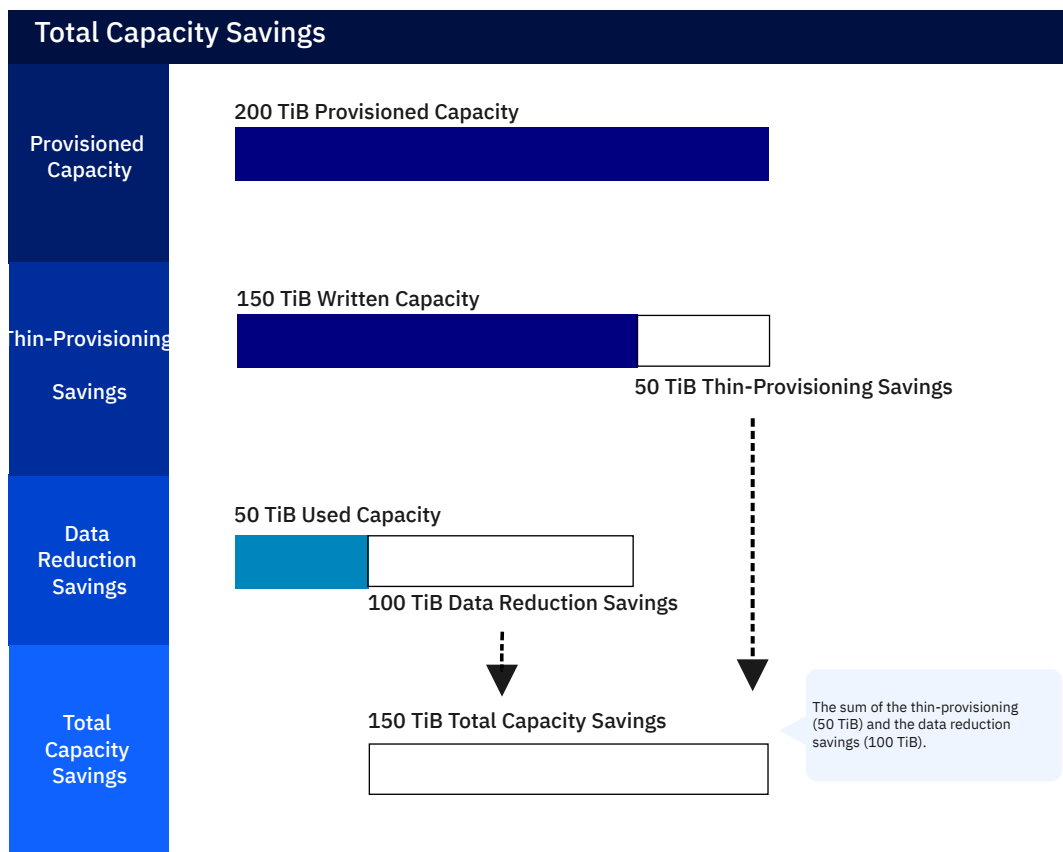 Total Capacity Savings
Provisioned
Capacity
200 TiB Provisioned Capacity
Thin-Provisioning
Savings
150 TiB Written Capacity
50 TiB Thin-Provisioning Savings
Data
Reduction
Savings
50 TiB Used Capacity
100 TiB Data Reduction Savings
Total
Capacity
Savings
150 TiB Total Capacity Savings
The sum of the thin-provisioning
(50 TiB) and the data reduction
savings (100 TiB).